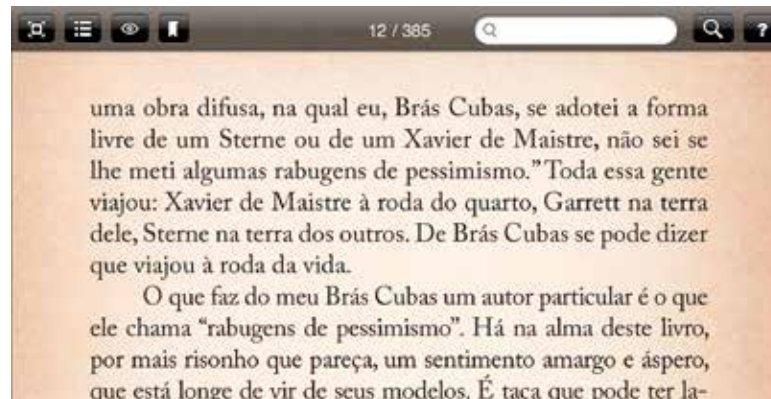 12 / 385
?
uma obra difusa, na qual eu, Brás Cubas, se adotei a forma
livre de um Sterne ou de um Xavier de Maistre, não sei se
lhe meti algumas rabugens de pessimismo.” Toda essa gente
viajou: Xavier de Maistre à roda do quarto, Garrett na terra
dele, Sterne na terra dos outros. De Brás Cubas se pode dizer
que viajou à roda da vida.
O que faz do meu Brás Cubas um autor particular é o que
ele chama “rabugens de pessimismo”. Há na alma deste livro,
por mais risonho que pareça, um sentimento amargo e áspero,
que está longe de vir de seus modelos. É taça que pode ter la-